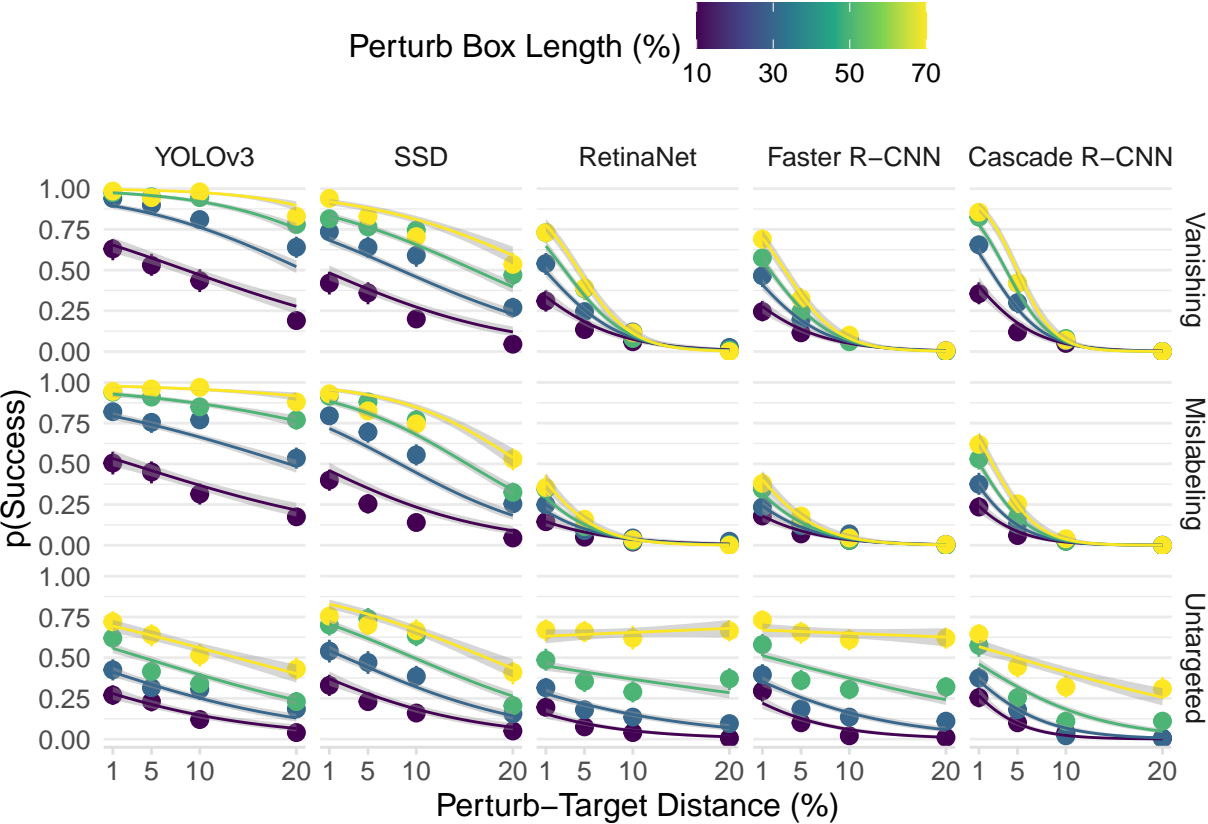 Perturb Box Length (%)
10 30 50 70
YOLOv3 SSD RetinaNet Faster R−CNN Cascade R−CNN
p(Success)
1.00
0.75
0.50
0.25
0.00
Vanishing
1.00
0.75
0.50
0.25
0.00
Mislabeling
1.00
0.75
0.50
0.25
0.00
Untargeted
1 5 10 20 1 5 10 20 1 5 10 20 1 5 10 20 1 5 10 20
Perturb−Target Distance (%)